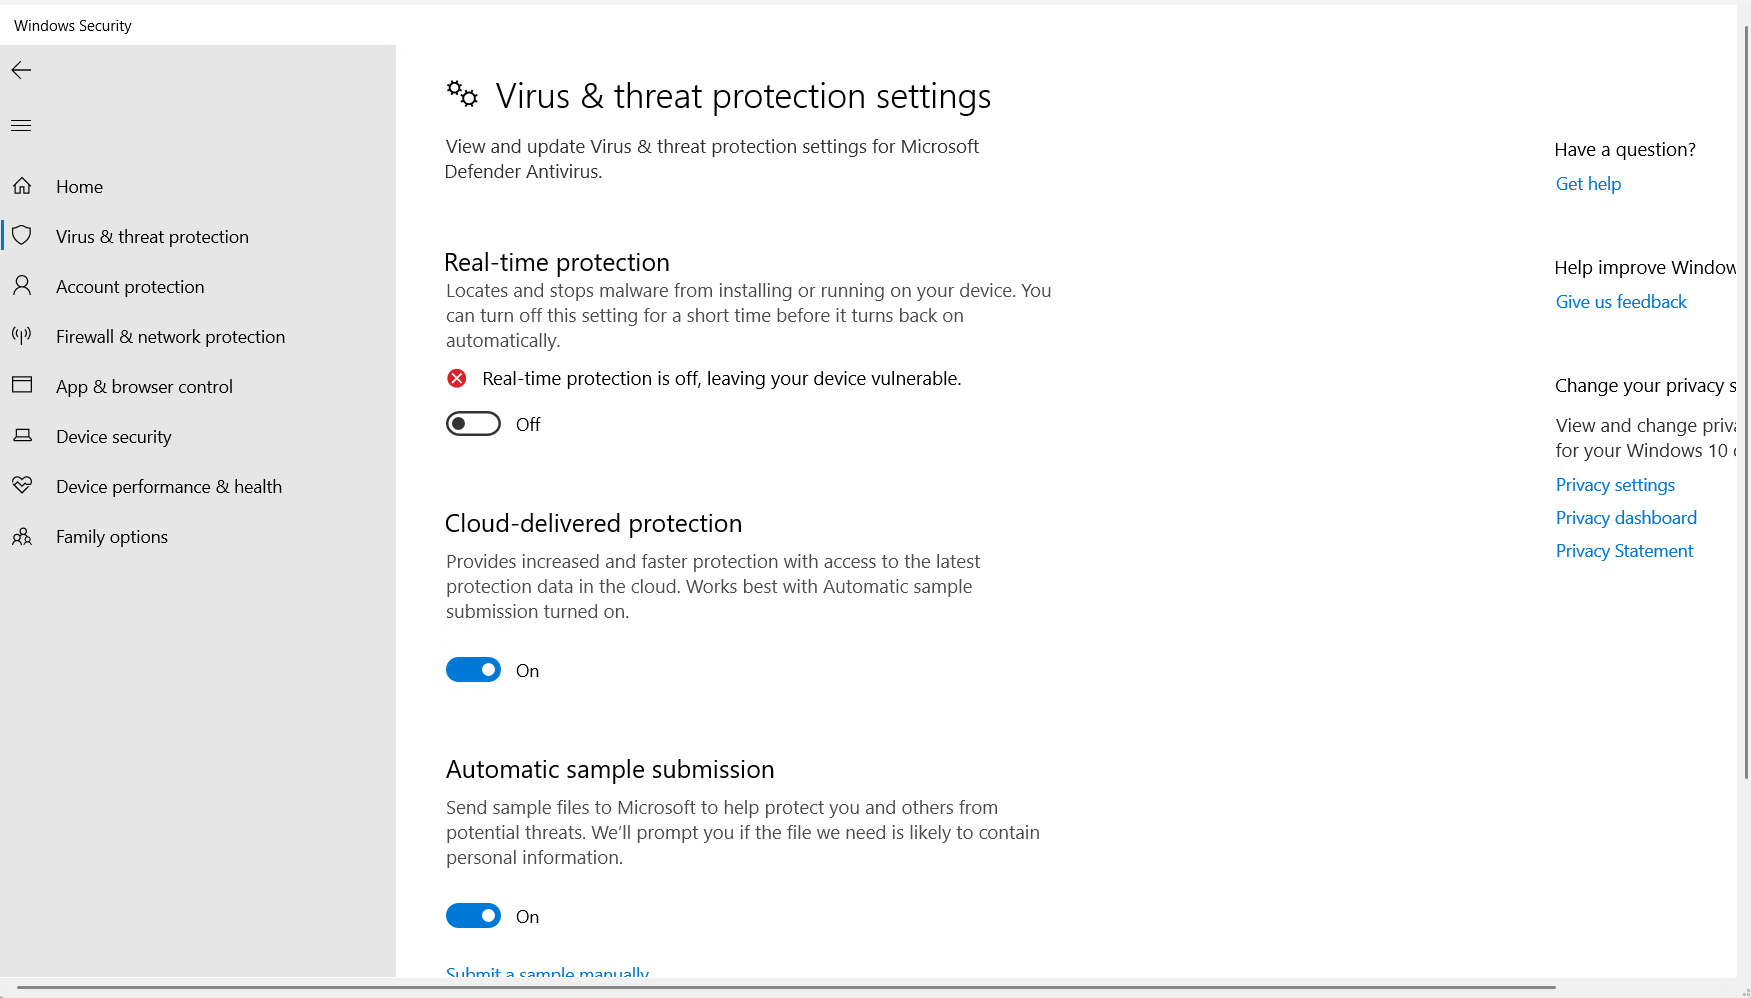 Windows Security
Home
Virus & threat protection
Account protection
Firewall & network protection
App & browser control
Device security
Device performance & health
Family options
Virus & threat protection settings
View and update Virus & threat protection settings for Microsoft
Defender Antivirus.
Real-time protection
Locates and stops malware from installing or running on your device. You
can turn off this setting for a short time before it turns back on
automatically.
Real-time protection is off, leaving your device vulnerable.
Off
Cloud-delivered protection
Provides increased and faster protection with access to the latest
protection data in the cloud. Works best with Automatic sample
submission turned on.
On
Automatic sample submission
Send sample files to Microsoft to help protect you and others from
potential threats. We’ll prompt you if the file we need is likely to contain
personal information.
On
Submit a sample manually
Have a question?
Get help
Help improve Window
Give us feedback
Change your privacy s
View and change priva
for your Windows 10
Privacy settings
Privacy dashboard
Privacy Statement